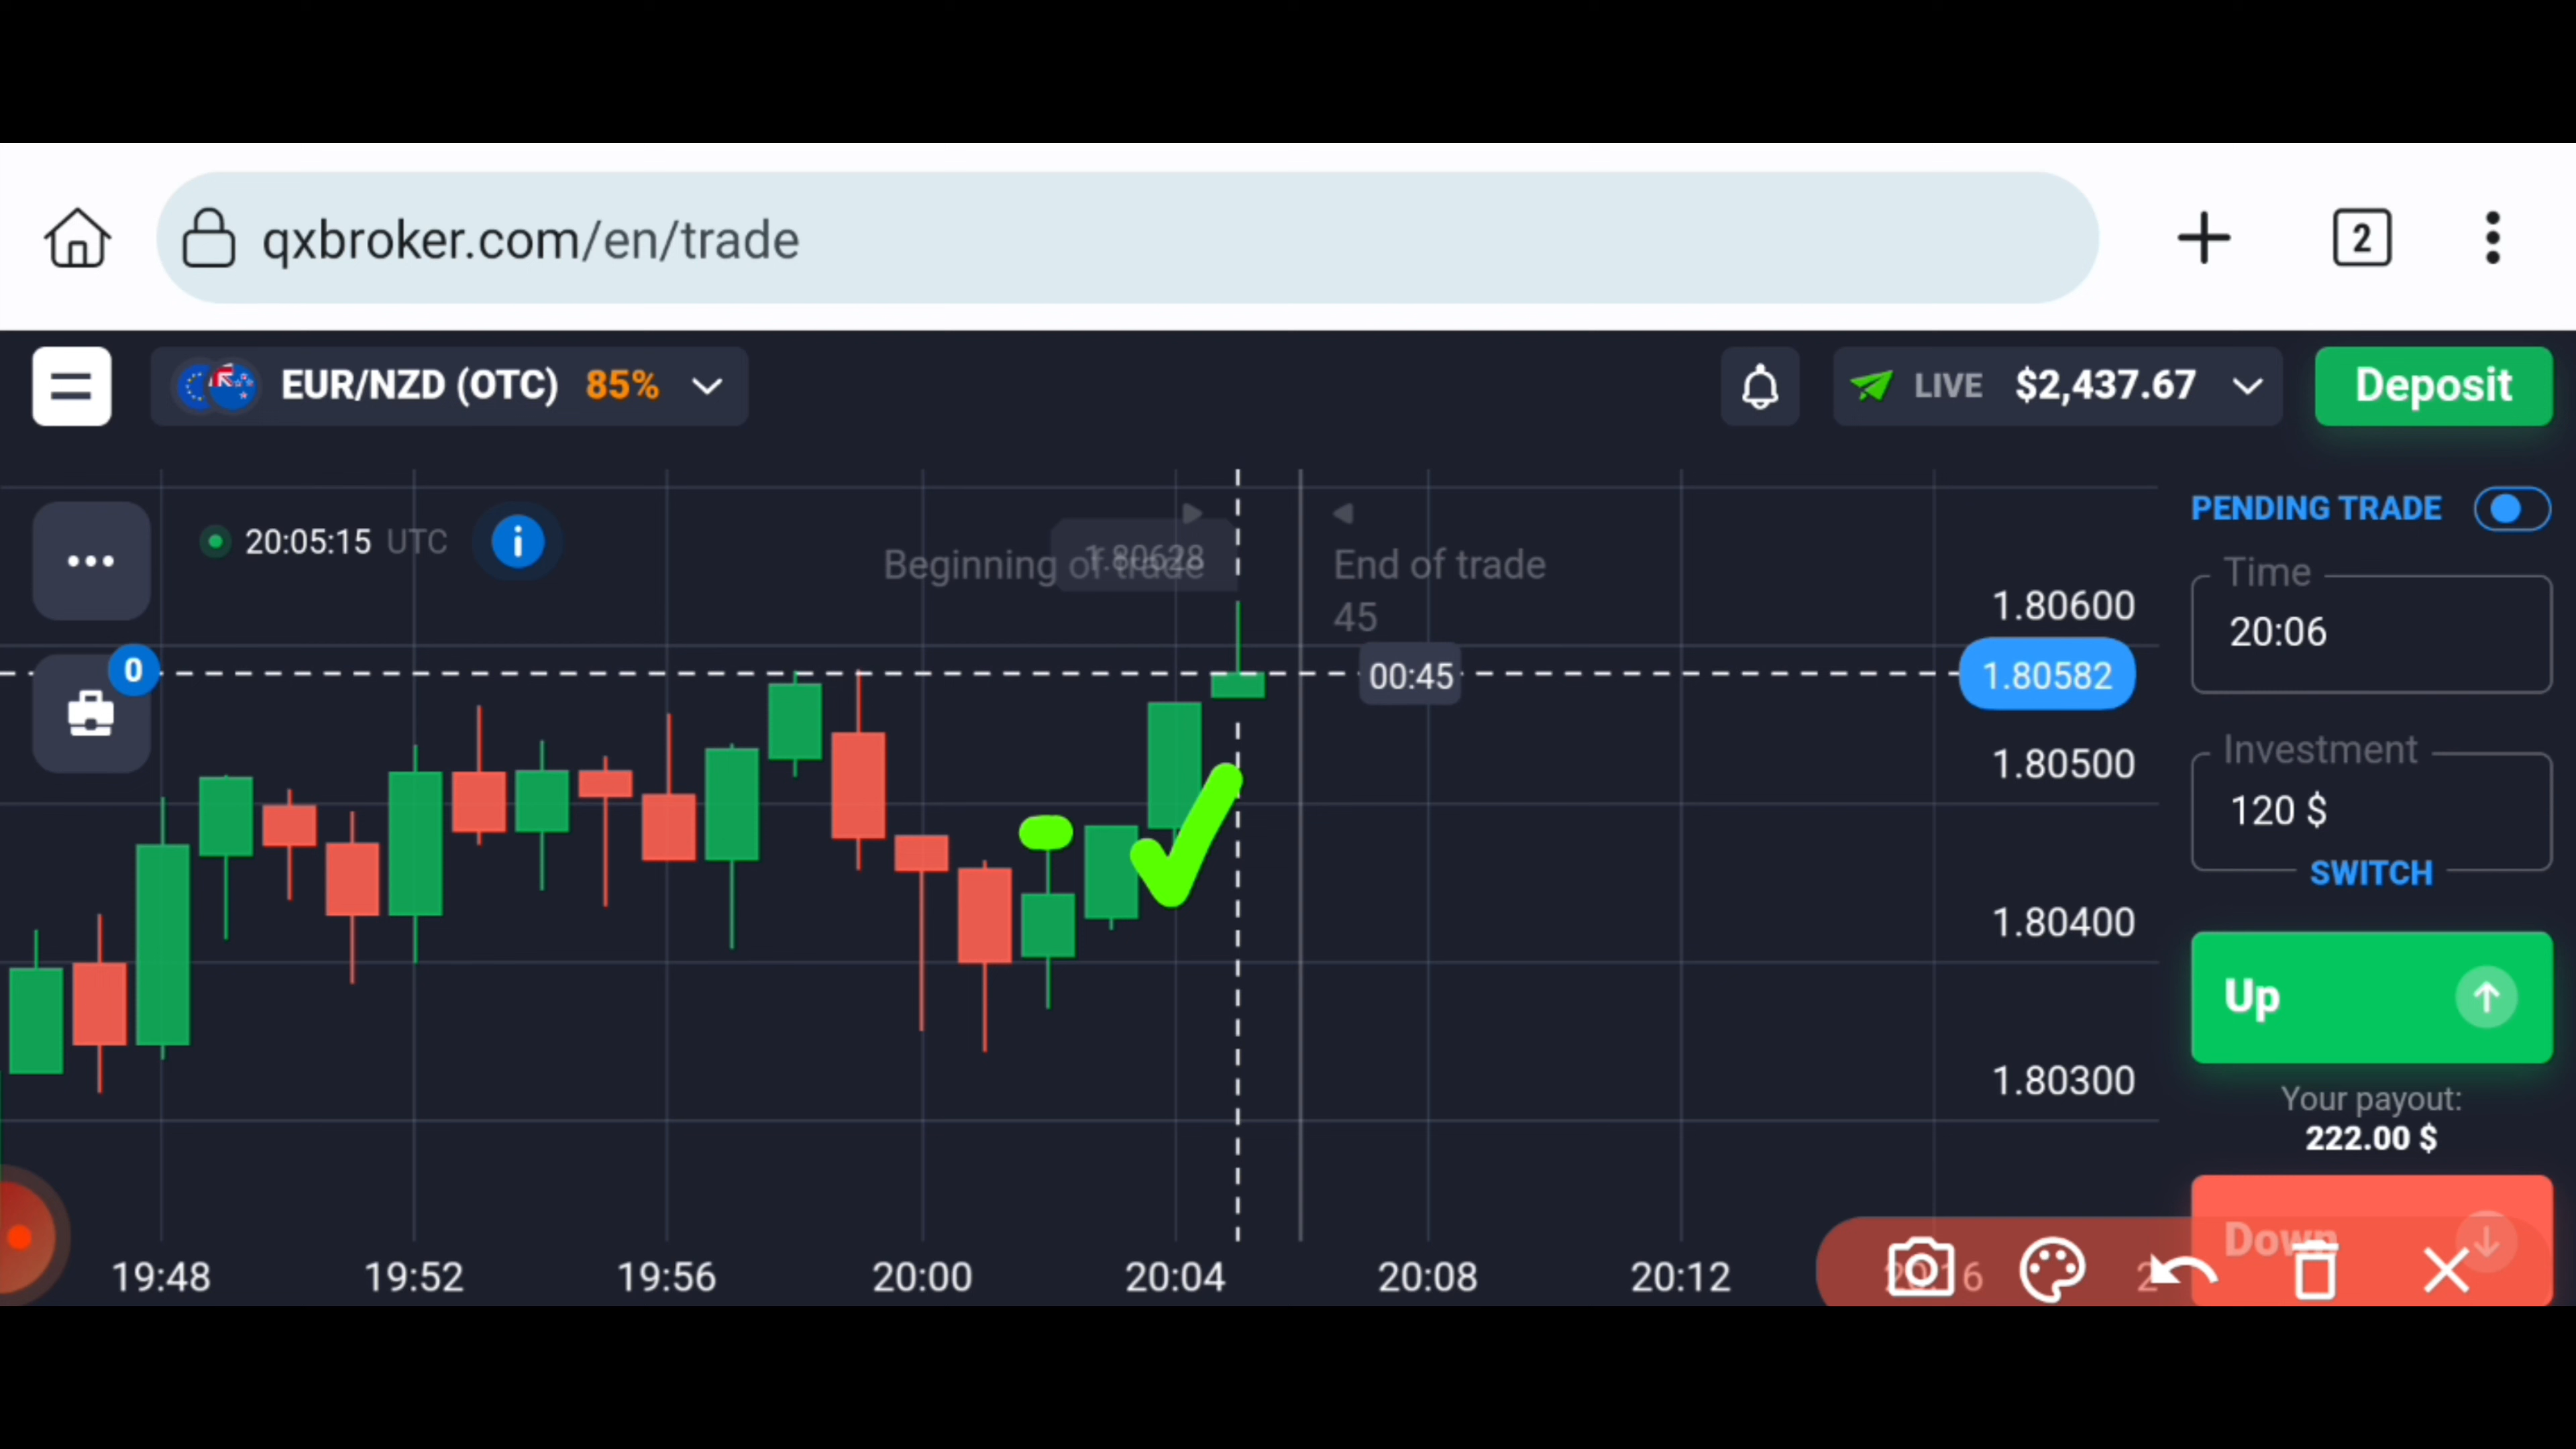 qxbroker.com/en/trade
2
EUR/NZD (OTC) 85%
LIVE $2,437.67
Deposit
20:05:15 UTC
Beginning of trade
1.80628
End of trade
45
PENDING TRADE
Time
20:06
0
00:45
1.80600
1.80582
1.80500
1.80400
1.80300
Investment
120 $
SWITCH
Up
Your payout:
222.00 $
Down
19:48 19:52 19:56 20:00 20:04 20:08 20:12